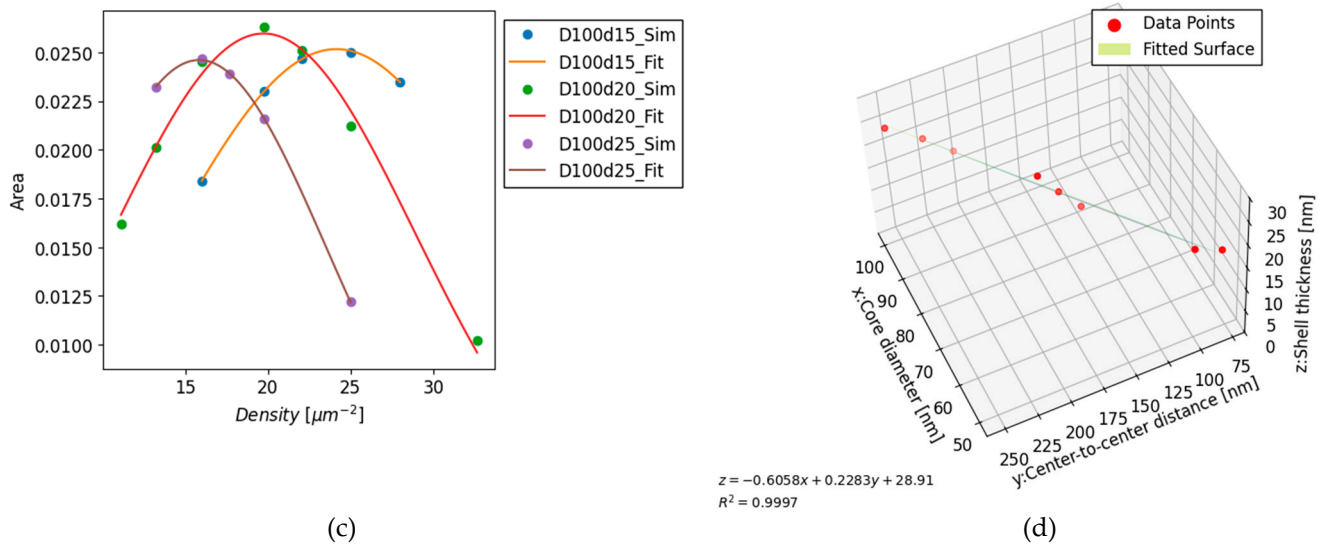 0.0250
0.0225
0.0200
0.0175
0.0150
0.0125
0.0100
Area
15 20 25 30
Density [μm⁻²]
D100d15_Sim
D100d15_Fit
D100d20_Sim
D100d20_Fit
D100d25_Sim
D100d25_Fit
(c)
Data Points
Fitted Surface
100
90
80
70
60
50
x:Core diameter [nm]
250 225 200 175 150 125 100 75
y:Center-to-center distance [nm]
30
25
20
15
10
5
0
z:Shell thickness [nm]
z = −0.6058x + 0.2283y + 28.91
R² = 0.9997
(d)